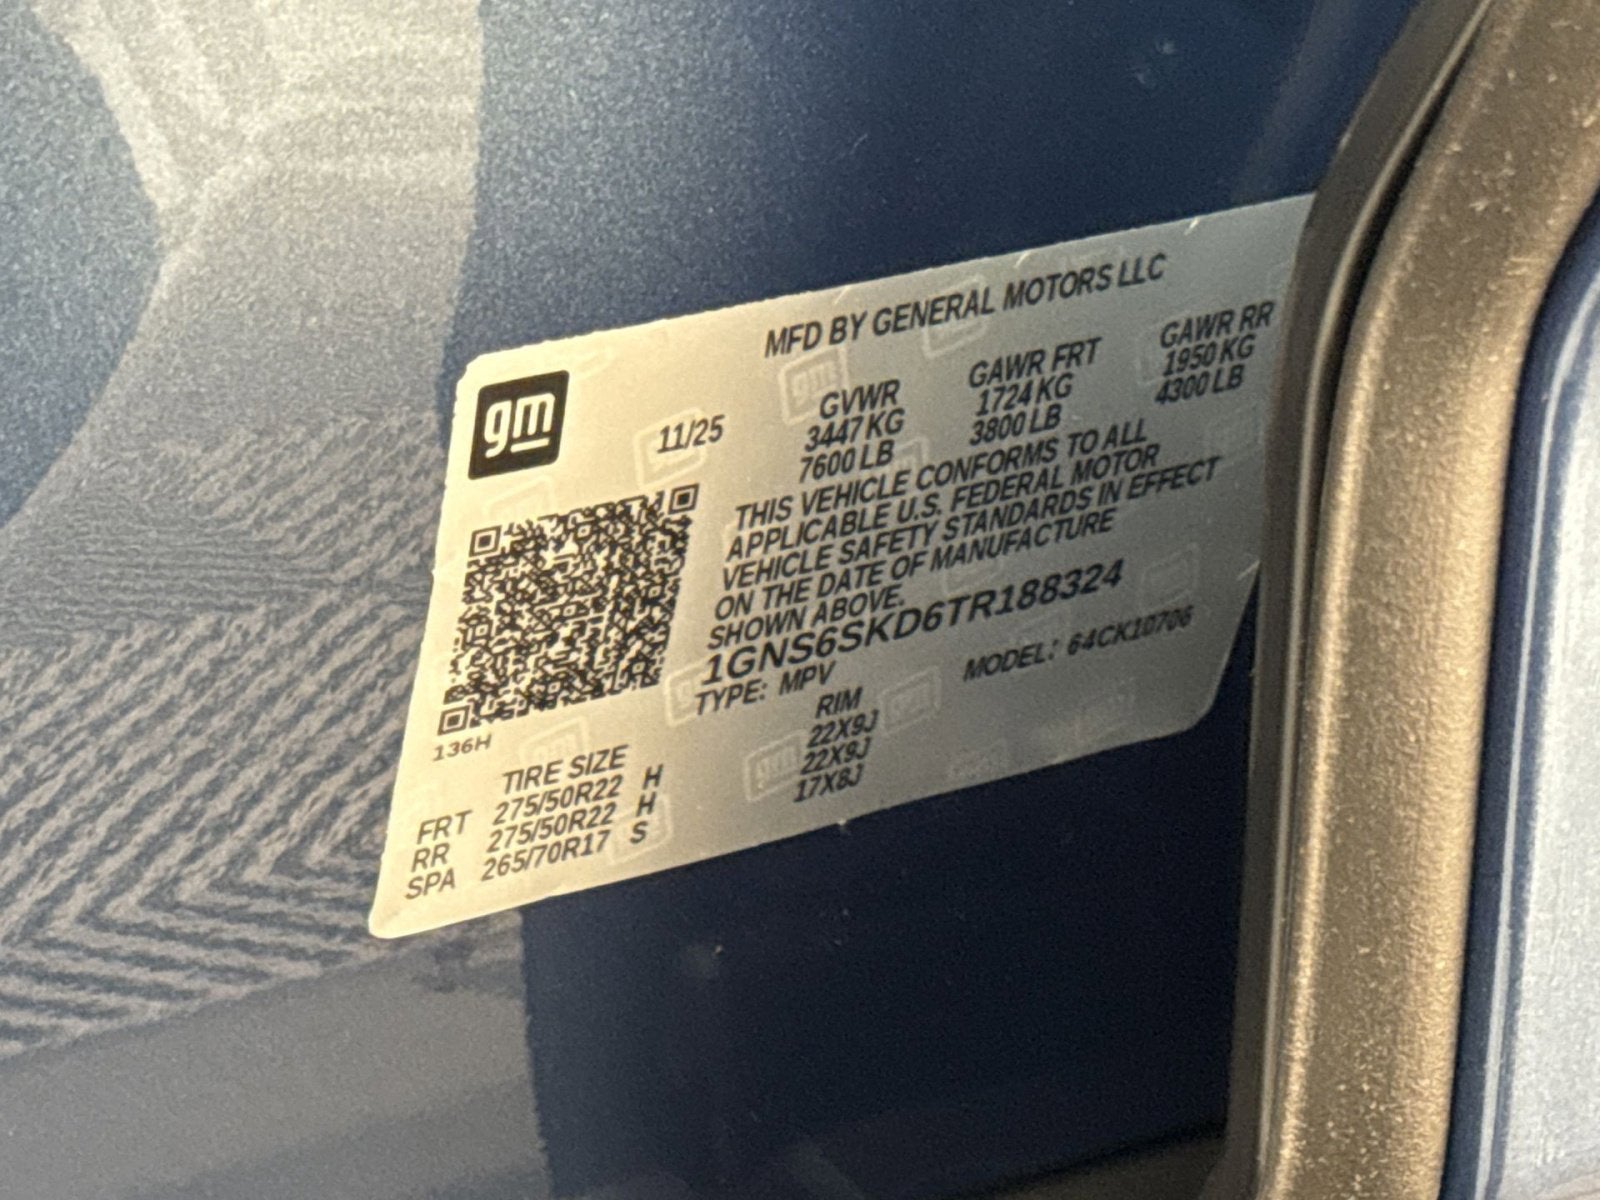 MFD BY GENERAL MOTORS LLC
gm
11/25
GVWR GAWR FRT GAWR RR
3447 KG 1724 KG 1950 KG
7600 LB 3800 LB 4300 LB
THIS VEHICLE CONFORMS TO ALL
APPLICABLE U.S. FEDERAL MOTOR
VEHICLE SAFETY STANDARDS IN EFFECT
ON THE DATE OF MANUFACTURE
SHOWN ABOVE.
1GNS6SKD6TR188324
TYPE: MPV MODEL: 64CK10706
136H
TIRE SIZE RIM
FRT 275/50R22 H 22X9J
RR 275/50R22 H 22X9J
SPA 265/70R17 S 17X8J